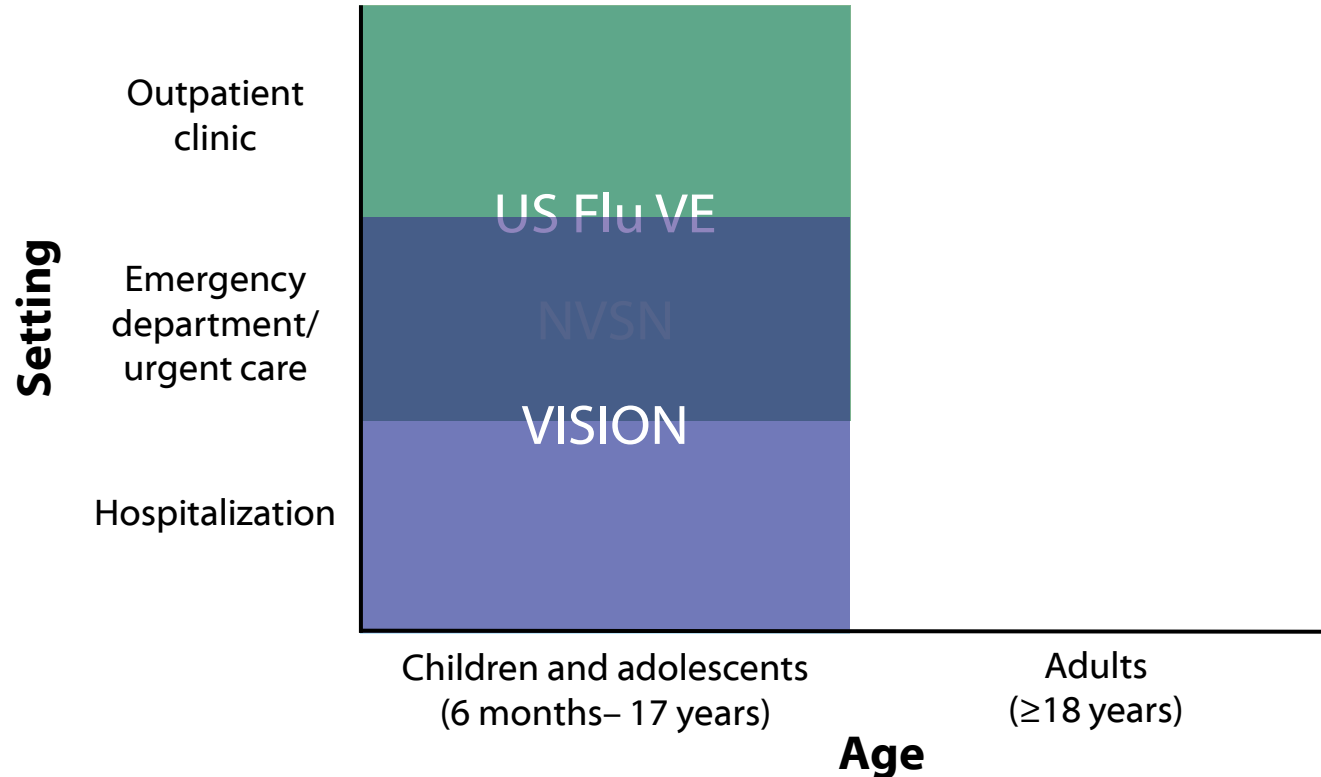 Setting
Outpatient
clinic
Emergency
department/
urgent care
Hospitalization
US Flu VE
NVSN
VISION
Children and adolescents
(6 months– 17 years)
Adults
(≥18 years)
Age